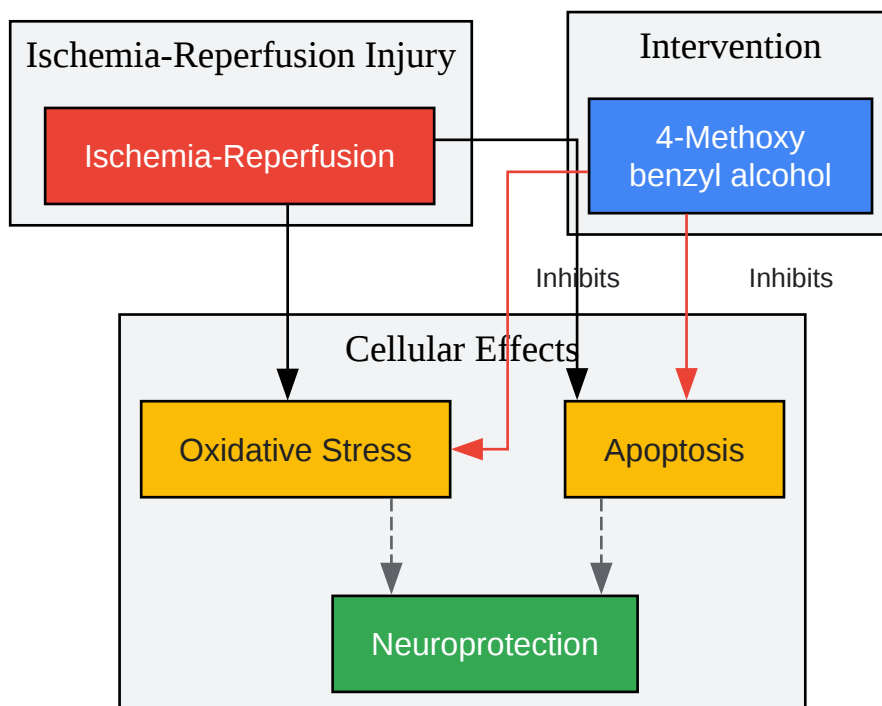 Ischemia-Reperfusion Injury
Intervention
Ischemia-Reperfusion
4-Methoxy
benzyl alcohol
Inhibits
Inhibits
Cellular Effects
Oxidative Stress
Apoptosis
Neuroprotection